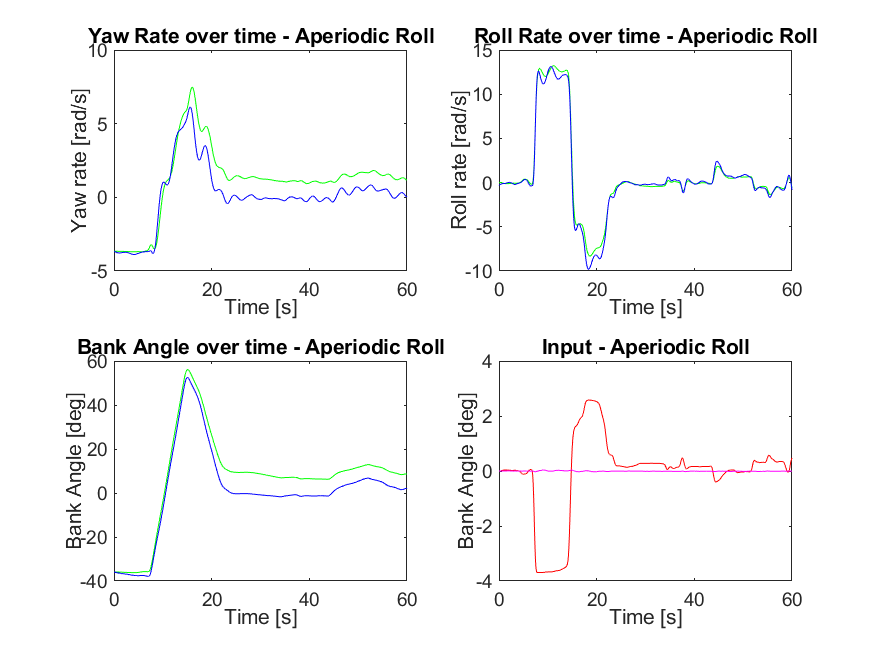 Yaw Rate over time - Aperiodic Roll
10
5
0
-5
Yaw rate [rad/s]
0 20 40 60
Time [s]
Roll Rate over time - Aperiodic Roll
15
10
5
0
-5
-10
Roll rate [rad/s]
0 20 40 60
Time [s]
Bank Angle over time - Aperiodic Roll
60
40
20
0
-20
-40
Bank Angle [deg]
0 20 40 60
Time [s]
Input - Aperiodic Roll
4
2
0
-2
-4
Bank Angle [deg]
0 20 40 60
Time [s]